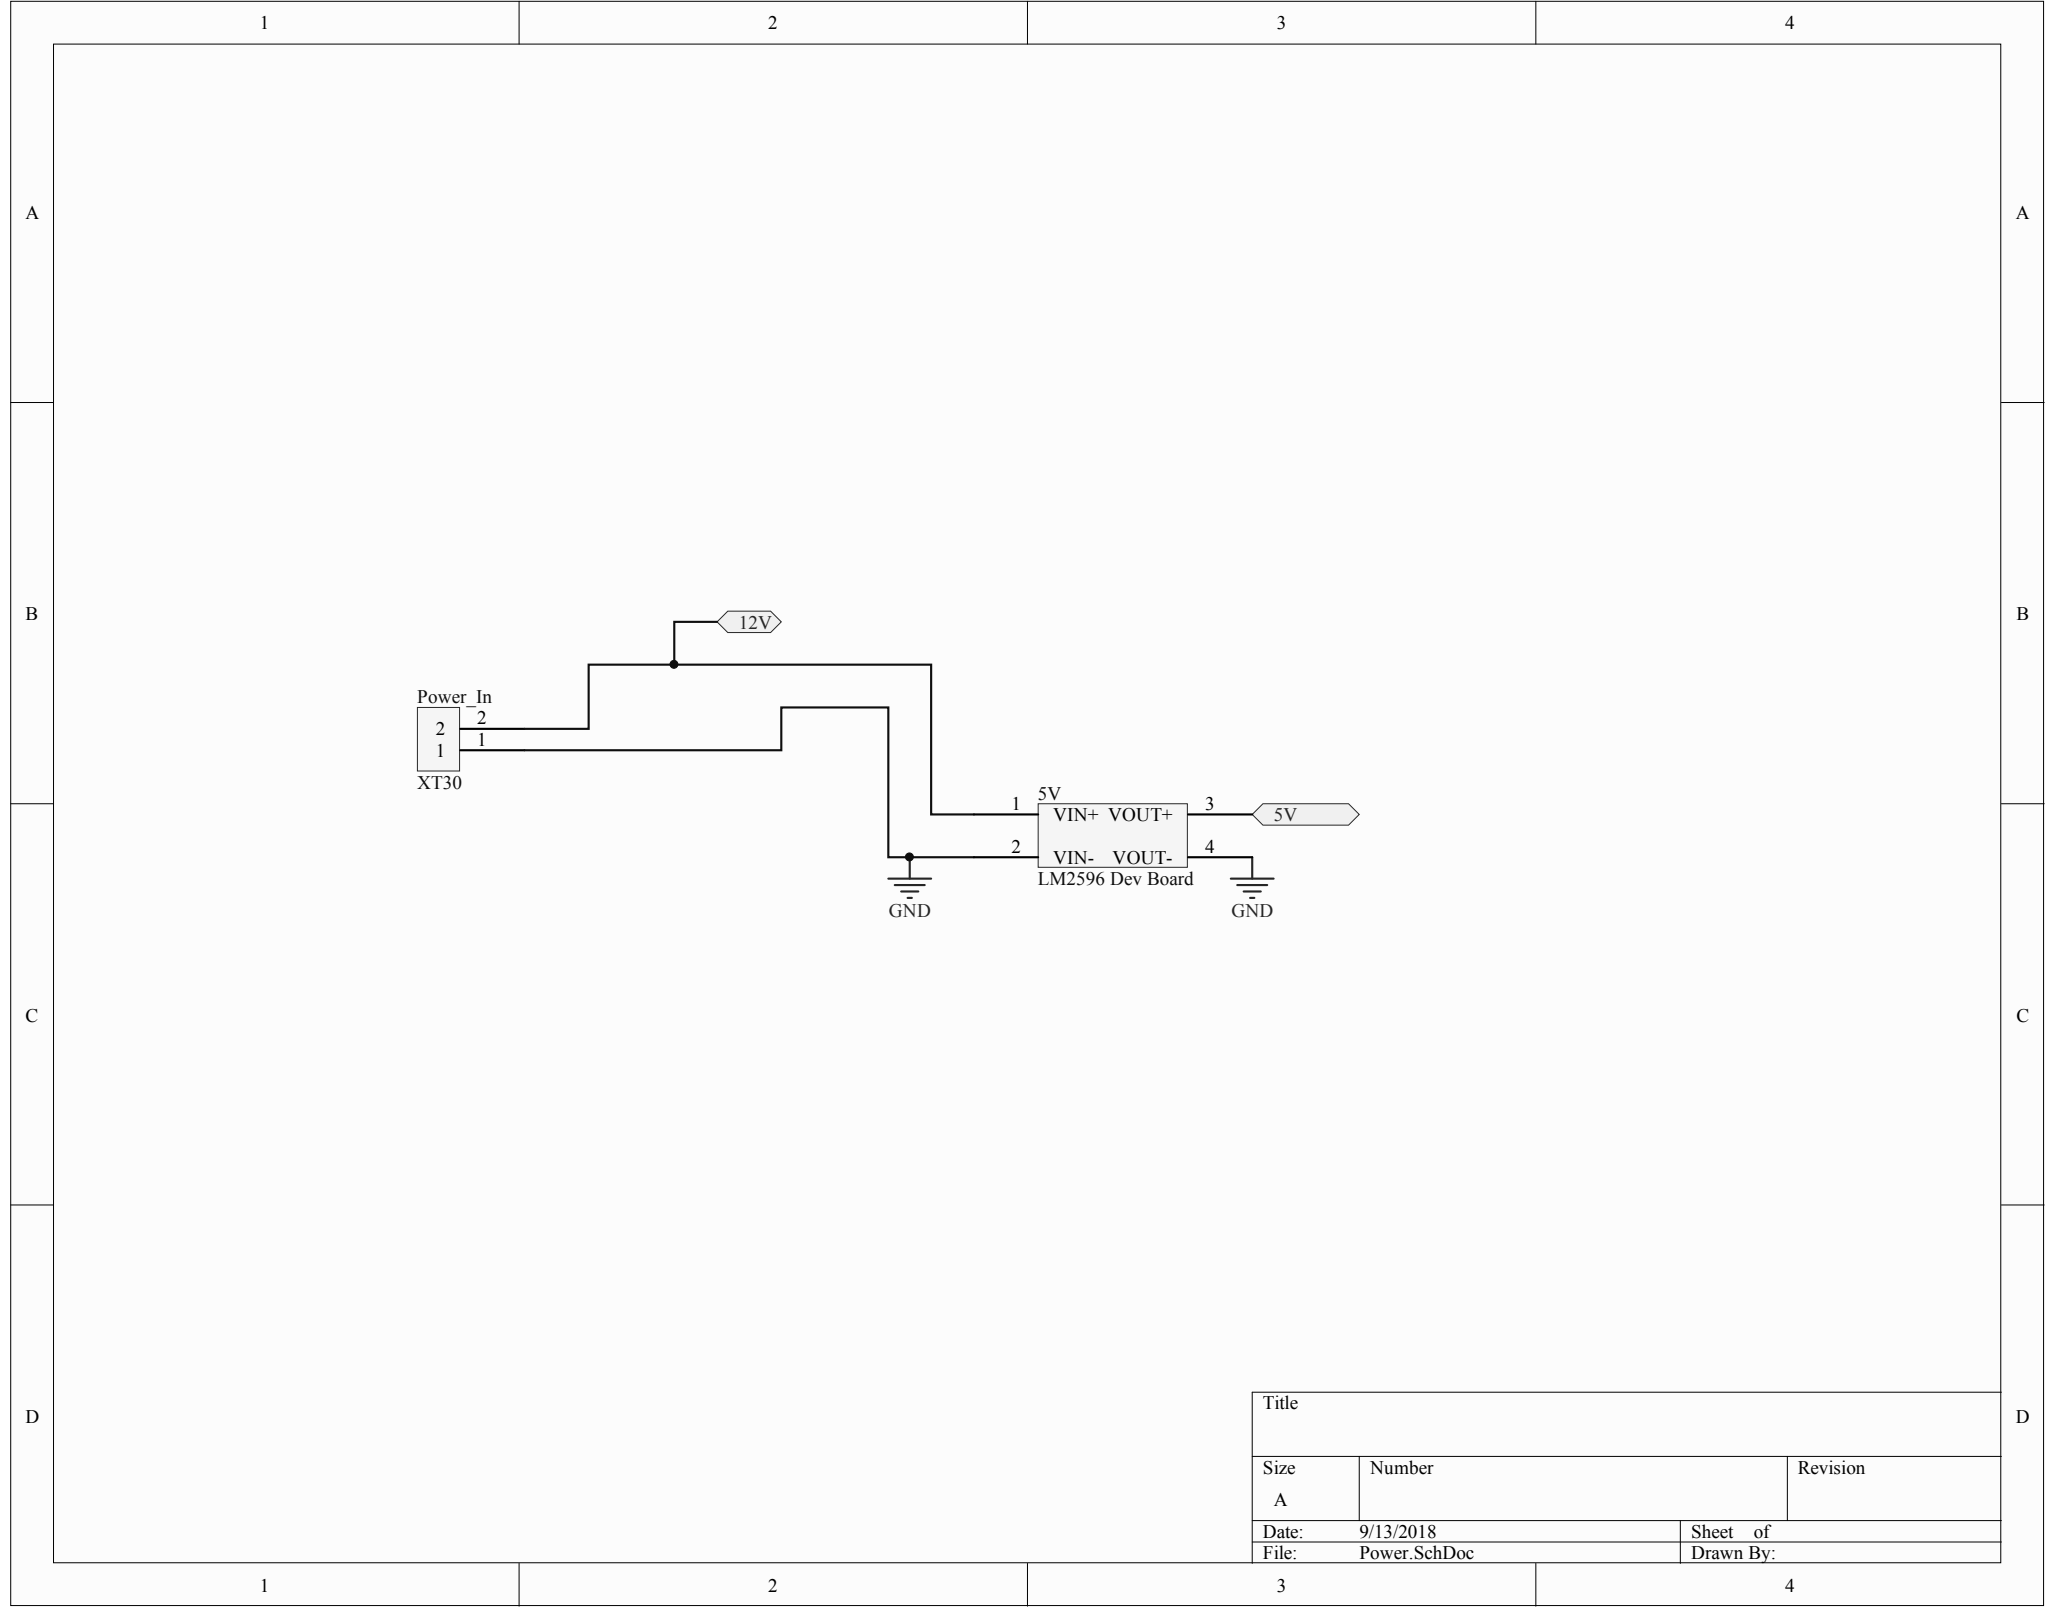 1 2 3 4
A A
B B
12V
Power_In
2 2
1 1
XT30
5V
1 VIN+ VOUT+ 3 5V
2 VIN- VOUT- 4
LM2596 Dev Board
GND GND
C C
D D
Title
Size Number Revision
A
Date: 9/13/2018 Sheet of
File: Power.SchDoc Drawn By:
1 2 3 4